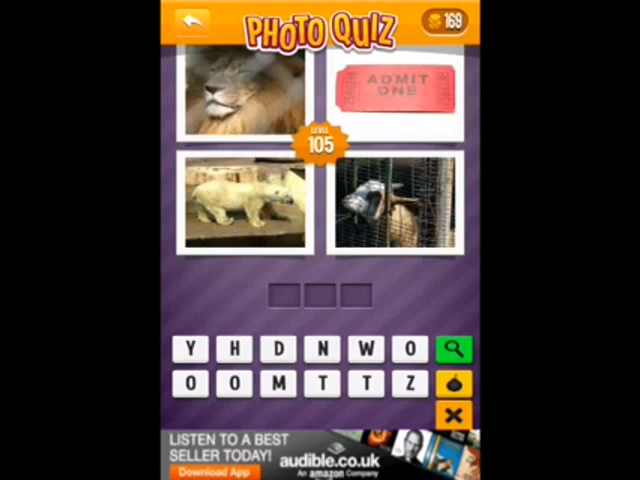 PHOTO QUIZ
169
ADMIT
ONE
LEVEL
105
Y H D N W O
O O M T T Z
LISTEN TO A BEST
SELLER TODAY!
Download App
audible.co.uk
An amazon Company